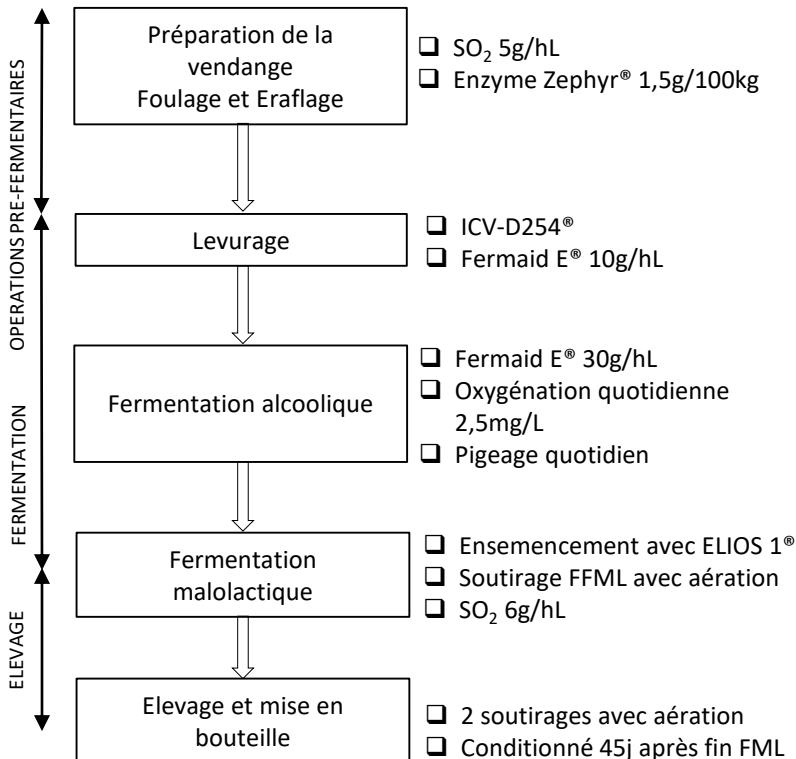 OPERATIONS PRE-FERMENTAIRES
Préparation de la
vendange
Foulage et Eraflage
❑ SO₂ 5g/hL
❑ Enzyme Zephyr® 1,5g/100kg
FERMENTATION
Levurage
❑ ICV-D254®
❑ Fermaid E® 10g/hL
Fermentation alcoolique
❑ Fermaid E® 30g/hL
❑ Oxygénation quotidienne
2,5mg/L
❑ Pigeage quotidien
Fermentation
malolactique
❑ Ensemencement avec ELIOS 1®
❑ Soutirage FFML avec aération
❑ SO₂ 6g/hL
ELEVAGE
Elevage et mise en
bouteille
❑ 2 soutirages avec aération
❑ Conditionné 45j après fin FML